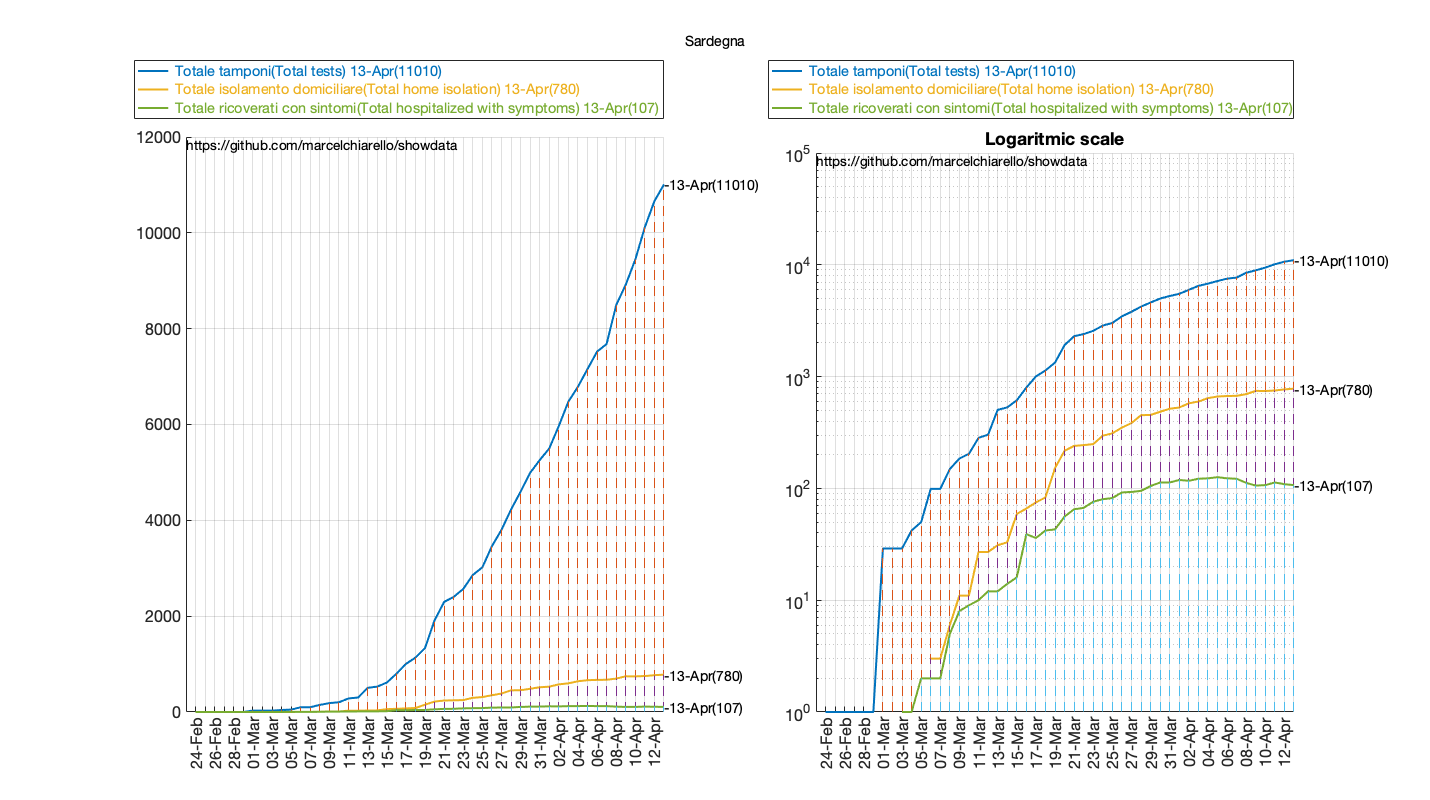 Sardegna
Totale tamponi(Total tests) 13-Apr(11010)
Totale isolamento domiciliare(Total home isolation) 13-Apr(780)
Totale ricoverati con sintomi(Total hospitalized with symptoms) 13-Apr(107)
12000
https://github.com/marcelchiarello/showdata
10000
8000
6000
4000
2000
0
-13-Apr(11010)
-13-Apr(780)
-13-Apr(107)
24-Feb
26-Feb
28-Feb
01-Mar
03-Mar
05-Mar
07-Mar
09-Mar
11-Mar
13-Mar
15-Mar
17-Mar
19-Mar
21-Mar
23-Mar
25-Mar
27-Mar
29-Mar
31-Mar
02-Apr
04-Apr
06-Apr
08-Apr
10-Apr
12-Apr
Totale tamponi(Total tests) 13-Apr(11010)
Totale isolamento domiciliare(Total home isolation) 13-Apr(780)
Totale ricoverati con sintomi(Total hospitalized with symptoms) 13-Apr(107)
Logaritmic scale
https://github.com/marcelchiarello/showdata
10^5
10^4
10^3
10^2
10^1
10^0
-13-Apr(11010)
-13-Apr(780)
-13-Apr(107)
24-Feb
26-Feb
28-Feb
01-Mar
03-Mar
05-Mar
07-Mar
09-Mar
11-Mar
13-Mar
15-Mar
17-Mar
19-Mar
21-Mar
23-Mar
25-Mar
27-Mar
29-Mar
31-Mar
02-Apr
04-Apr
06-Apr
08-Apr
10-Apr
12-Apr